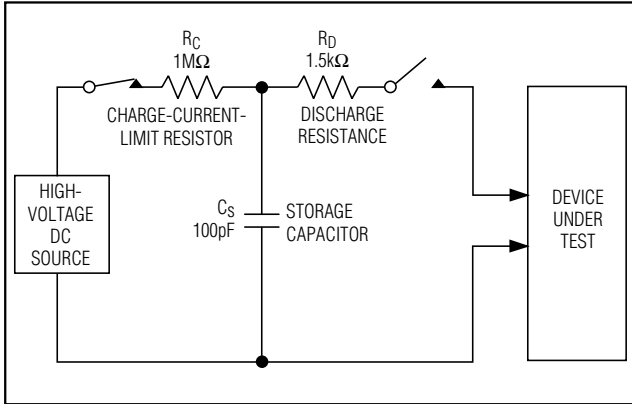 R_C
1MΩ
CHARGE-CURRENT-
LIMIT RESISTOR
R_D
1.5kΩ
DISCHARGE
RESISTANCE
HIGH-
VOLTAGE
DC
SOURCE
C_S
100pF
STORAGE
CAPACITOR
DEVICE
UNDER
TEST